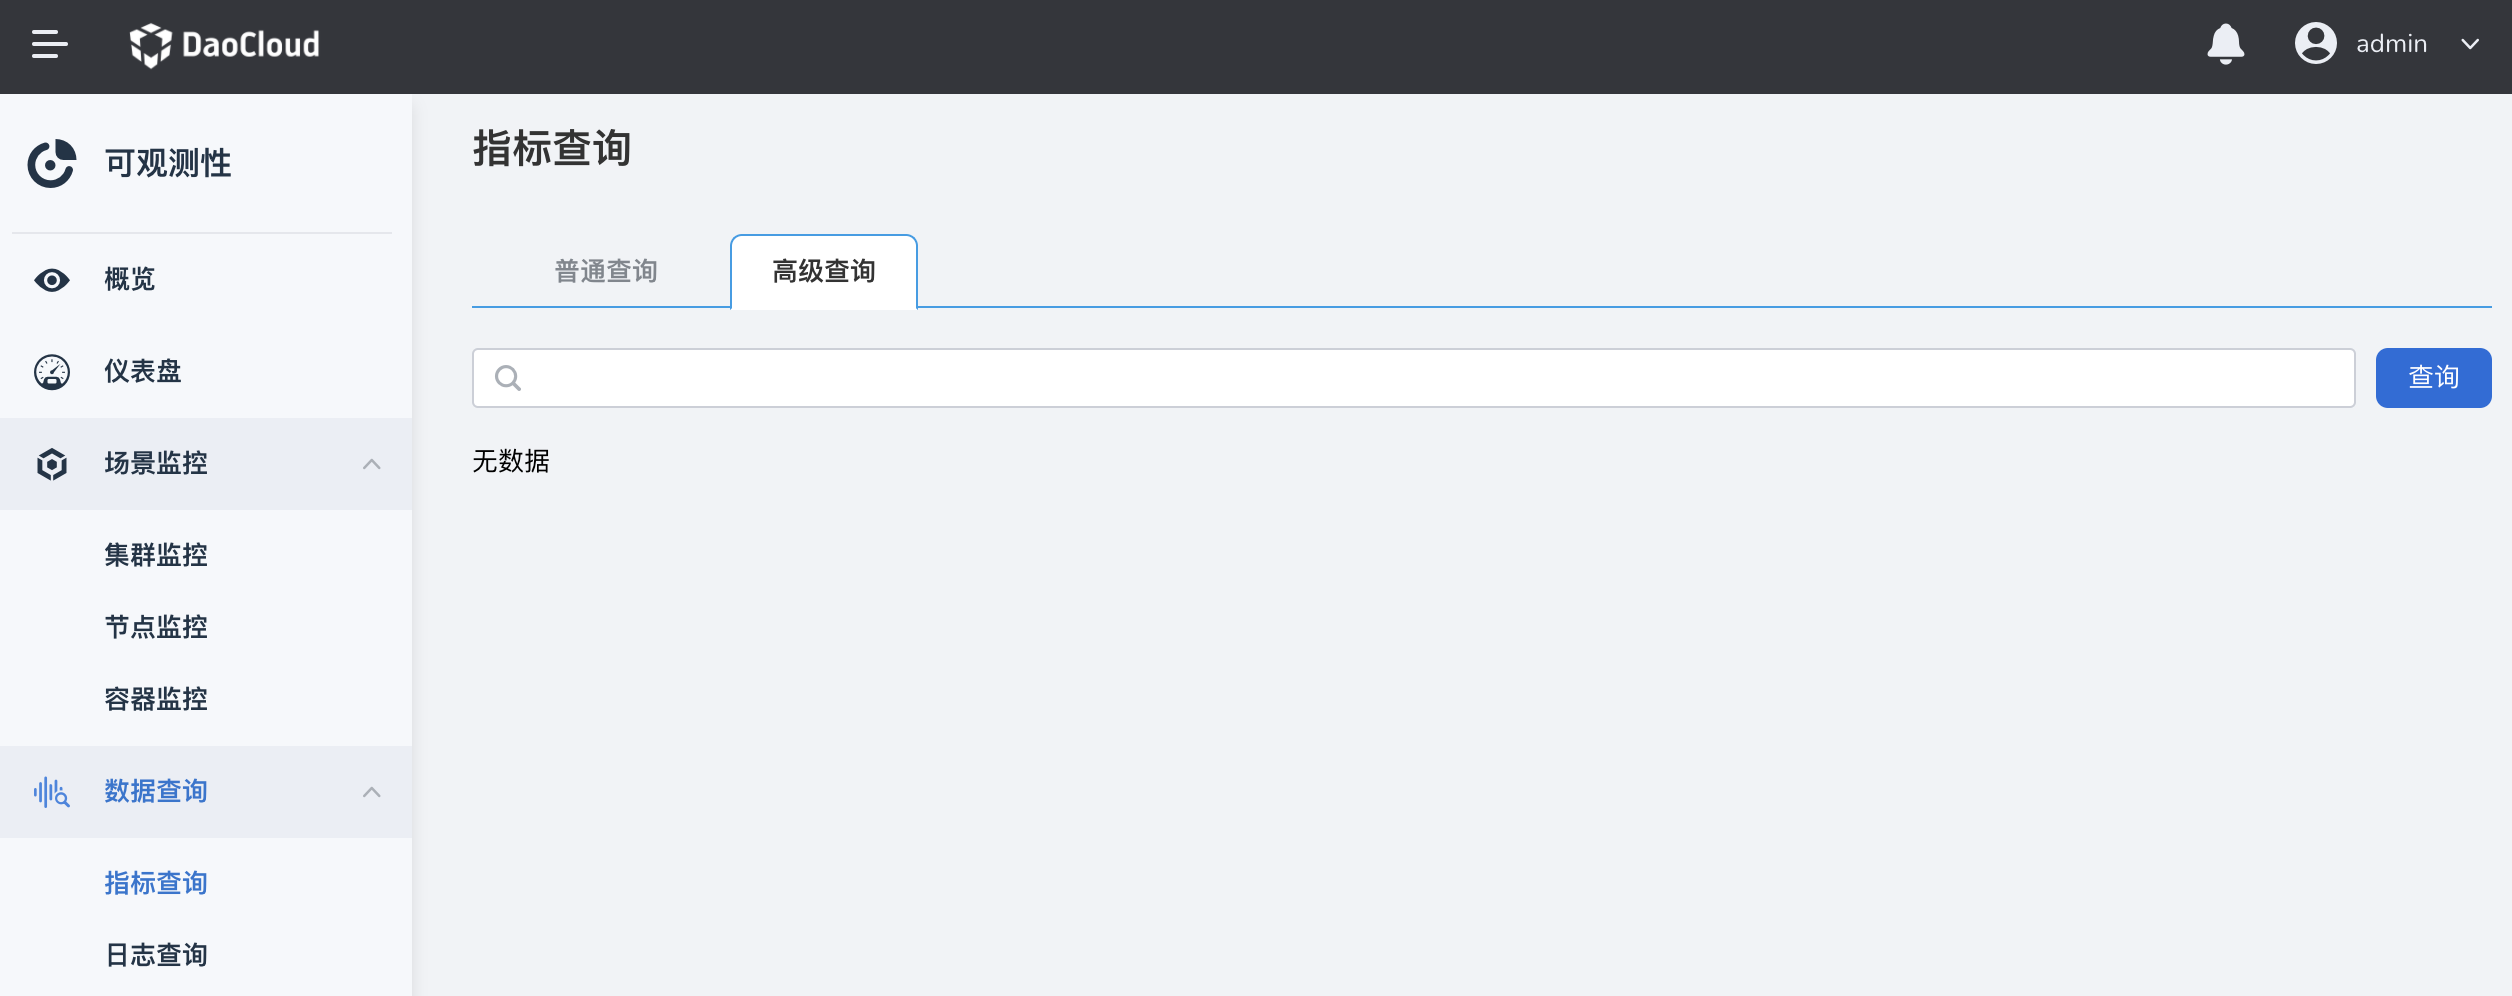 DaoCloud
admin
可观测性
概览
仪表盘
场景监控
集群监控
节点监控
容器监控
数据查询
指标查询
日志查询
指标查询
普通查询
高级查询
查询
无数据